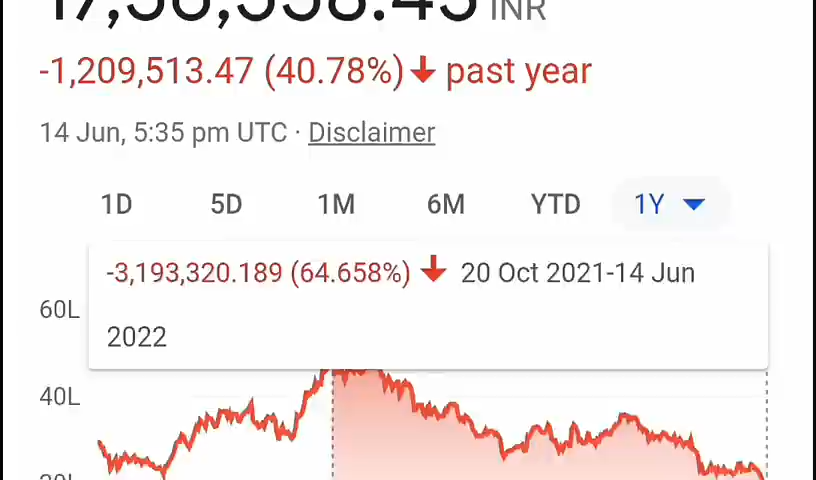 INR
-1,209,513.47 (40.78%) past year
14 Jun, 5:35 pm UTC · Disclaimer
1D 5D 1M 6M YTD 1Y
-3,193,320.189 (64.658%) 20 Oct 2021-14 Jun
2022
60L
40L